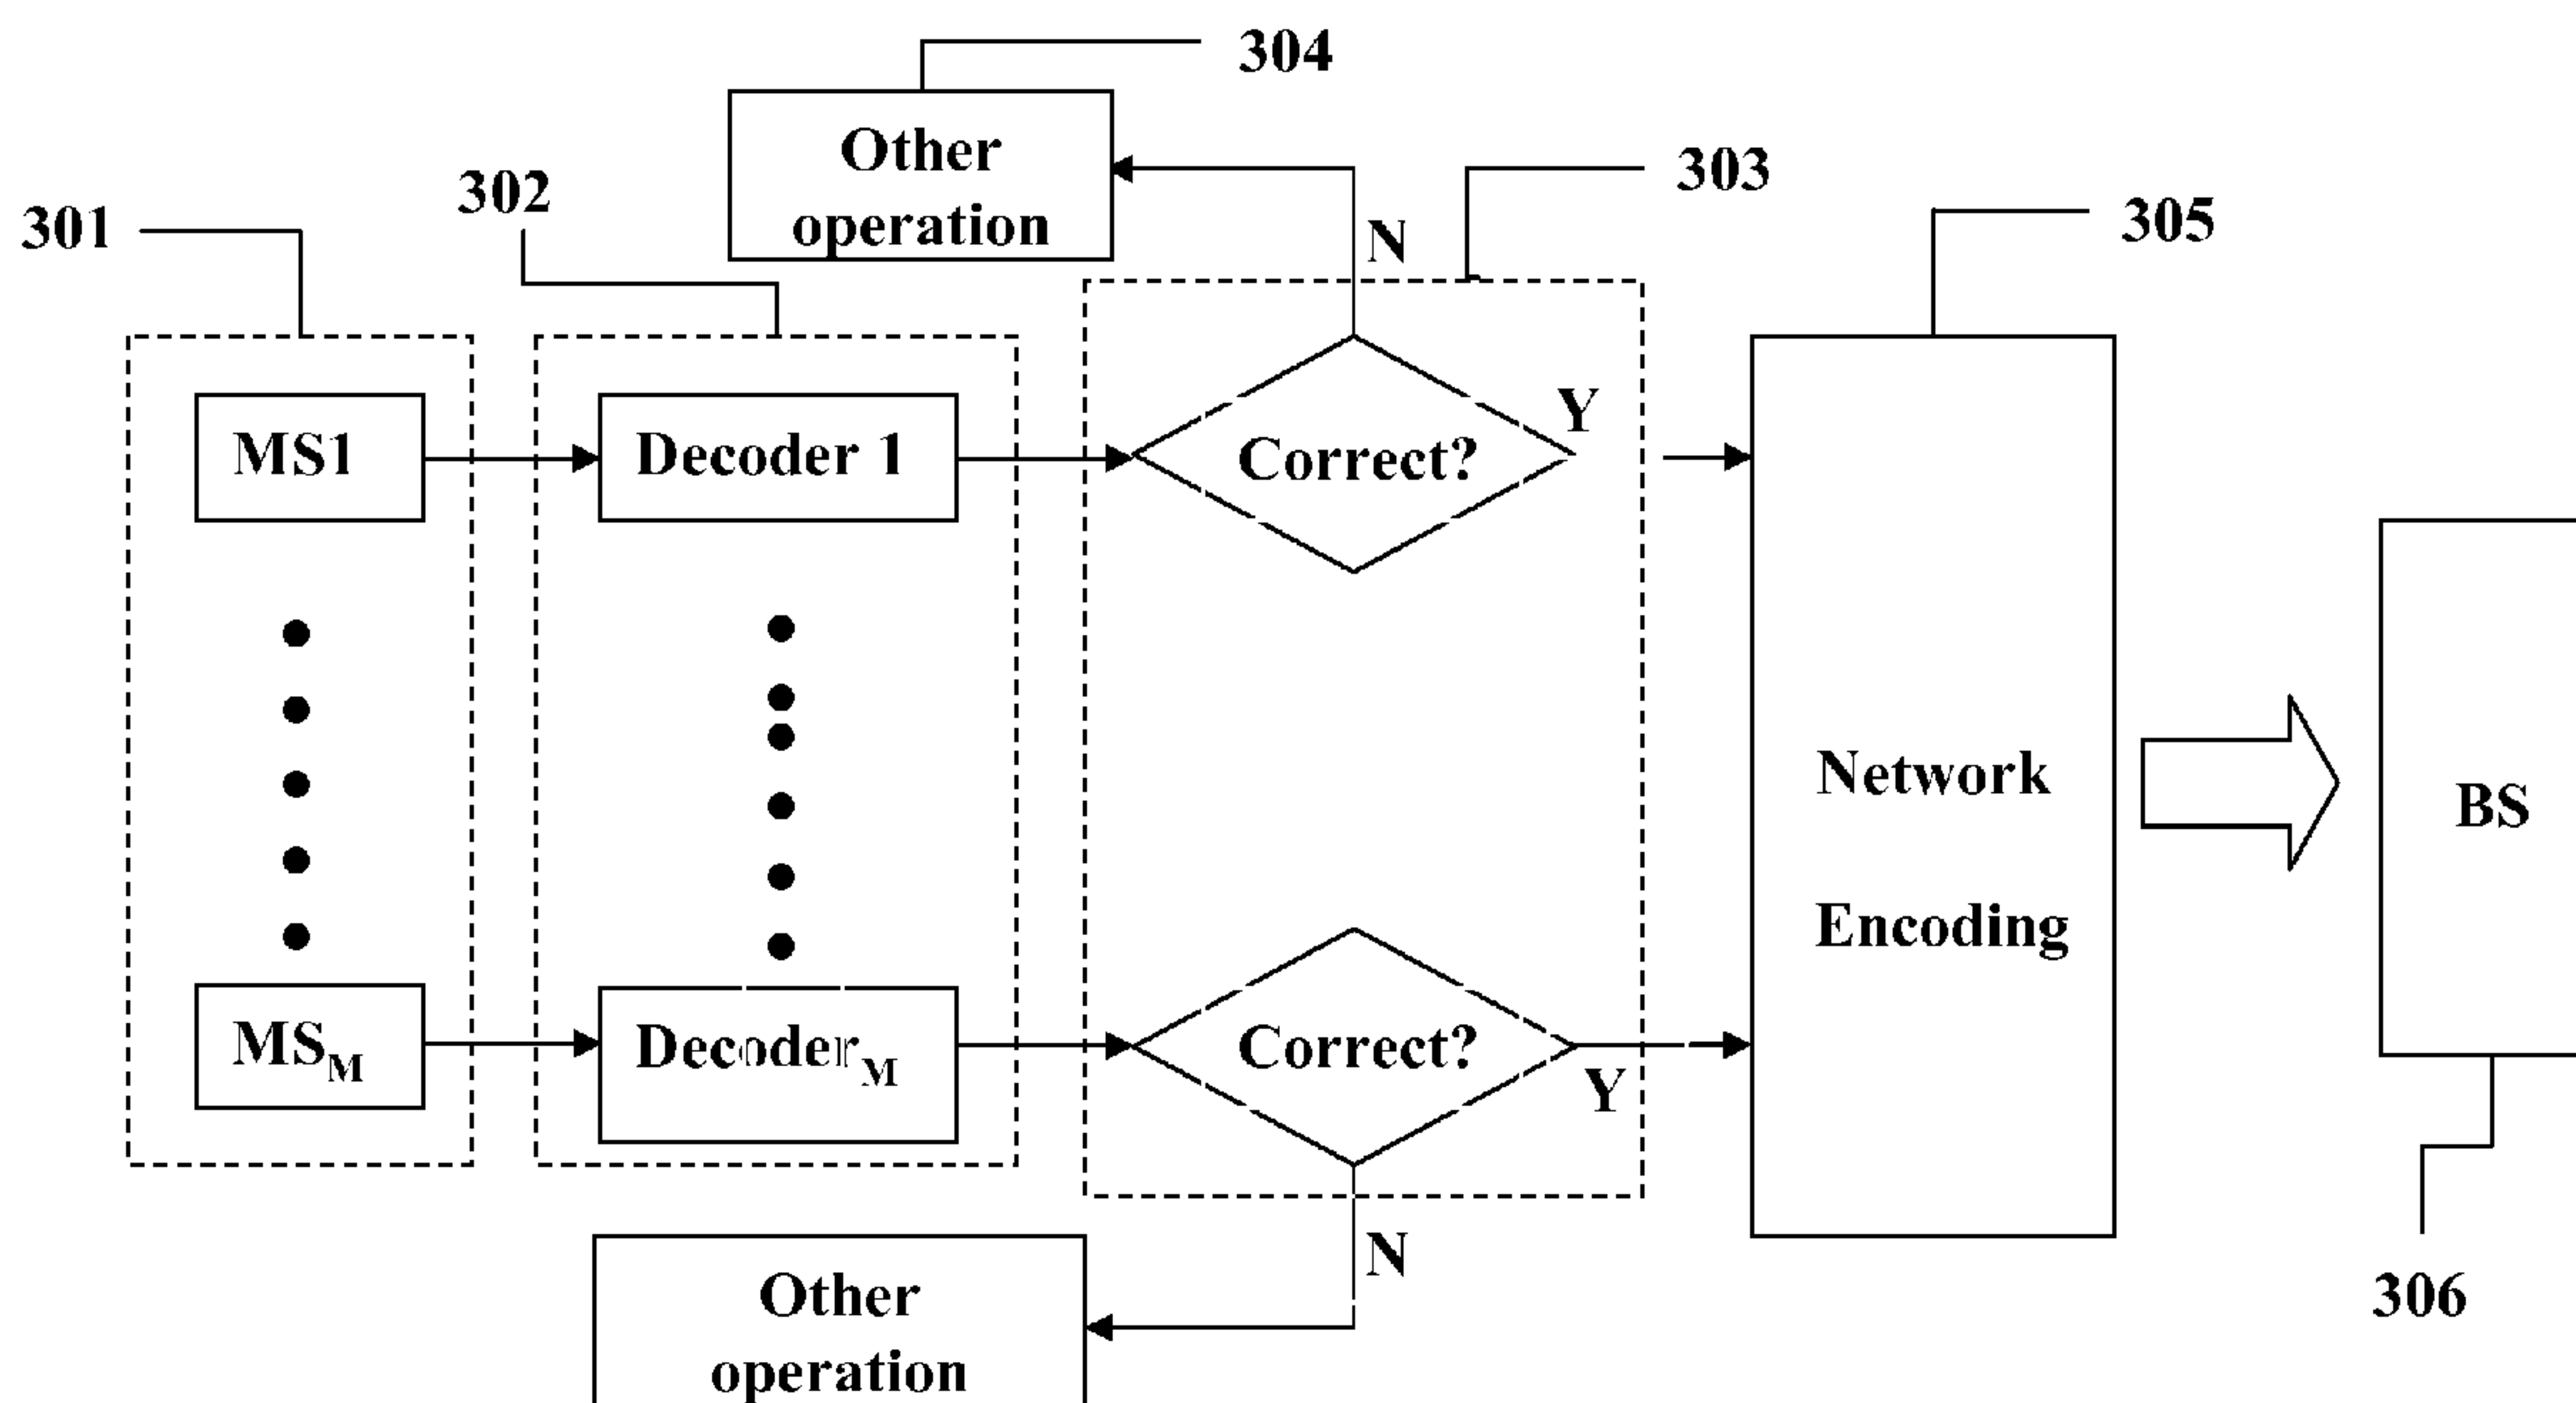 304
Other
operation
303
302
301
305
N
Y
MS1
Decoder 1
Correct?
Network
BS
Encoding
MSM
DecoderM
Correct?
Y
N
Other
operation
306